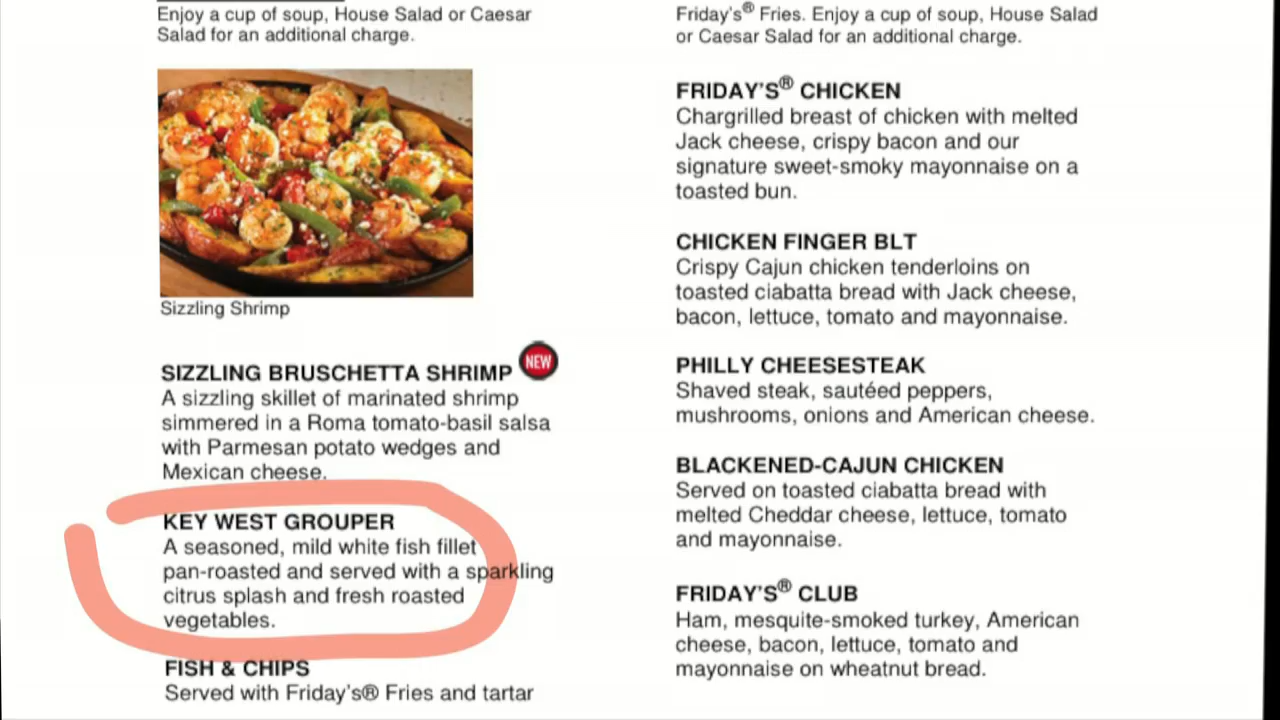 Enjoy a cup of soup, House Salad or Caesar
Salad for an additional charge.
Sizzling Shrimp
SIZZLING BRUSCHETTA SHRIMP NEW
A sizzling skillet of marinated shrimp
simmered in a Roma tomato-basil salsa
with Parmesan potato wedges and
Mexican cheese.
KEY WEST GROUPER
A seasoned, mild white fish fillet
pan-roasted and served with a sparkling
citrus splash and fresh roasted
vegetables.
FISH & CHIPS
Served with Friday's® Fries and tartar
Friday's® Fries. Enjoy a cup of soup, House Salad
or Caesar Salad for an additional charge.
FRIDAY'S® CHICKEN
Chargrilled breast of chicken with melted
Jack cheese, crispy bacon and our
signature sweet-smoky mayonnaise on a
toasted bun.
CHICKEN FINGER BLT
Crispy Cajun chicken tenderloins on
toasted ciabatta bread with Jack cheese,
bacon, lettuce, tomato and mayonnaise.
PHILLY CHEESESTEAK
Shaved steak, sautéed peppers,
mushrooms, onions and American cheese.
BLACKENED-CAJUN CHICKEN
Served on toasted ciabatta bread with
melted Cheddar cheese, lettuce, tomato
and mayonnaise.
FRIDAY'S® CLUB
Ham, mesquite-smoked turkey, American
cheese, bacon, lettuce, tomato and
mayonnaise on wheatnut bread.